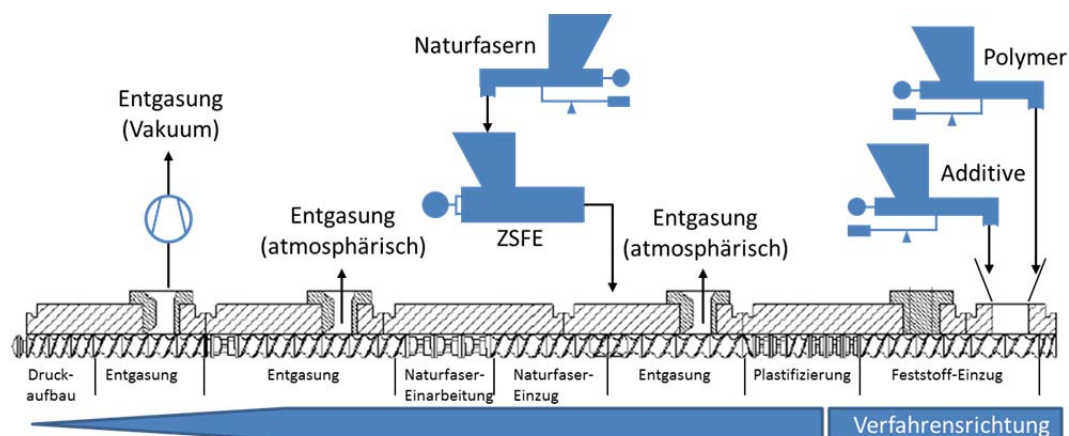 Naturfasern
Polymer
Entgasung
(Vakuum)
Additive
Entgasung
(atmosphärisch)
ZSFE
Entgasung
(atmosphärisch)
Druck-
aufbau
Entgasung
Entgasung
Naturfaser-
Einarbeitung
Naturfaser-
Einzug
Entgasung
Plastifizierung
Feststoff-Einzug
Verfahrensrichtung